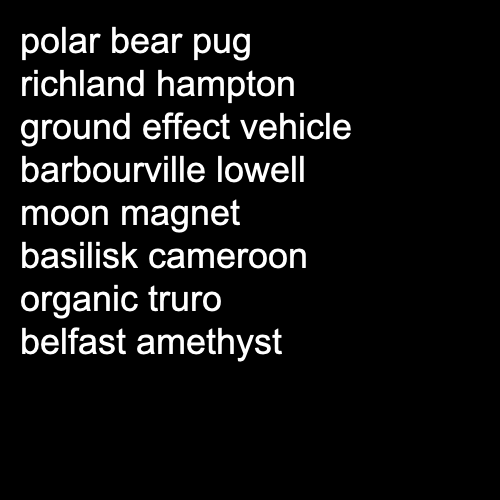 polar bear pug
richland hampton
ground effect vehicle
barbourville lowell
moon magnet
basilisk cameroon
organic truro
belfast amethyst